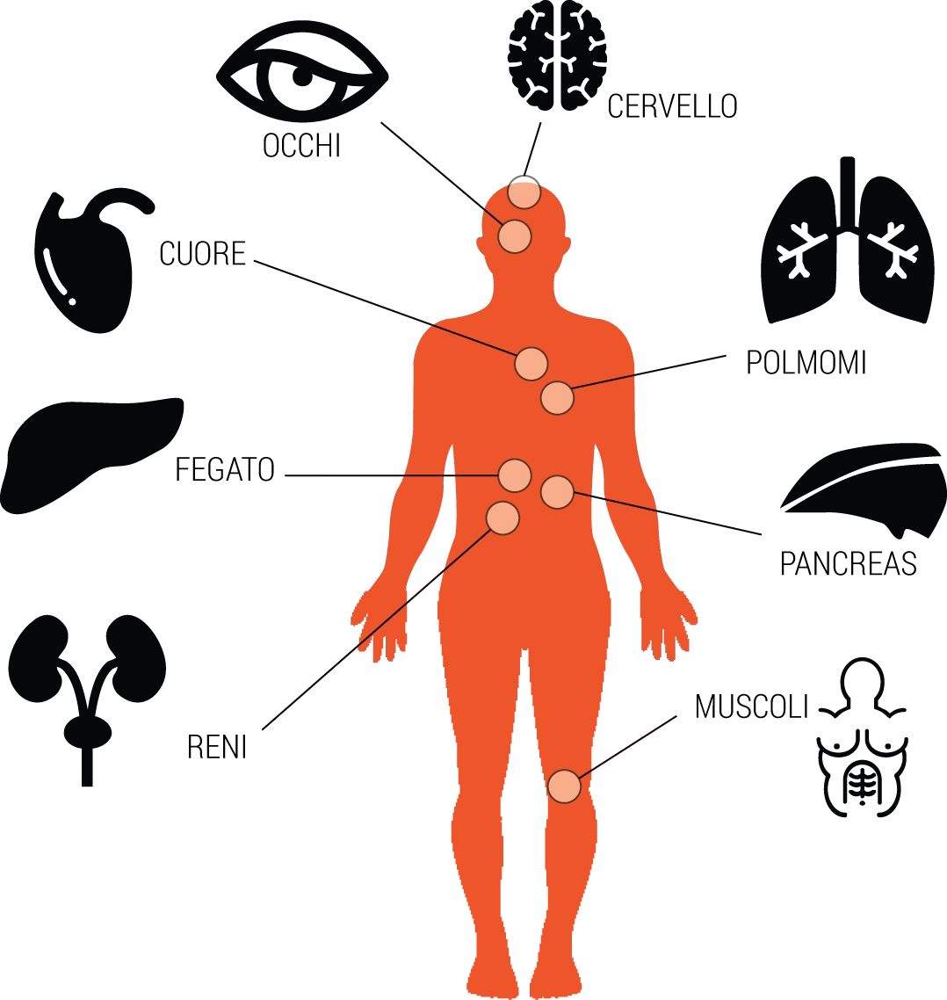 OCCHI
CERVELLO
CUORE
POLMOMI
FEGATO
PANCREAS
MUSCOLI
RENI